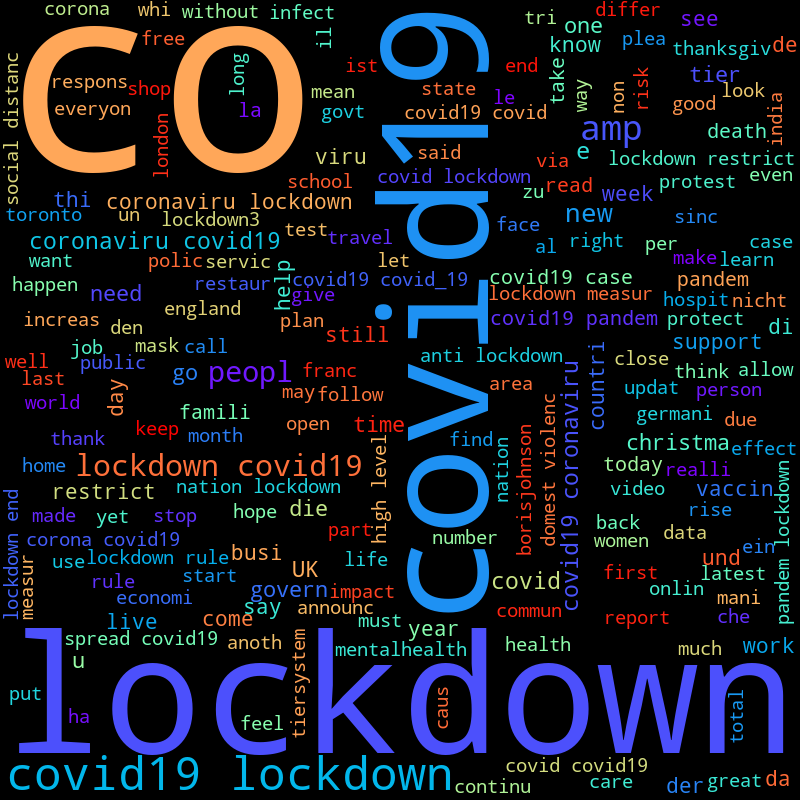 corona
whi
without
infect
tri
differ
see
co
free
il
one
know
plea
thanksgiv
de
respons
shop
long
ist
covid19
end
take
tier
everyon
la
mean
state
le
way
non
risk
look
social distanc
london
govt
covid19 covid
amp
good
india
viru
said
e
death
via
lockdown restrict
even
school
covid lockdown
read
protest
thi
coronaviru lockdown
zu
week
toronto
un
lockdown3
new
sinc
coronaviru covid19
test
travel
face
al
right
per
case
want
polic
servic
let
make
learn
happen
restaur
help
covid19 covid_19
covid19 case
pandem
need
give
lockdown measur
hospit
nicht
increas
den
england
plan
still
covid19 pandem
protect
di
job
mask
call
anti lockdown
countri
support
well
public
go
peopl
franc
area
close
think
allow
last
may
follow
updat
person
world
day
famili
open
time
germani
due
thank
keep
month
find
nation
domest violenc
covid19 coronaviru
christma
effect
home
lockdown covid19
high level
borisjohnson
today
realli
restrict
nation lockdown
video
vaccin
lockdown end
made
yet
stop
hope
die
part
back
rise
pandem lockdown
corona covid19
number
women
data
ein
measur
use
lockdown rule
busi
life
und
rule
start
UK
covid
first
latest
economi
govern
impact
onlin
mani
live
come
say
announc
commun
report
che
spread covid19
anoth
must
year
u
tiersystem
mentalhealth
health
much
work
lockdown
put
ha
feel
caus
total
covid19 lockdown
covid covid19
continu
care
der
great
da